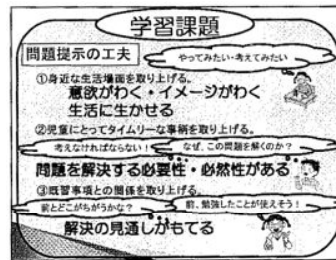 学習課題
問題提示の工夫
やってみたい・考えてみたい
①身近な生活場面を取り上げる。
意欲がわく・イメージがわく
生活に生かせる
②児童にとってタイムリーな事柄を取り上げる。
考えなければならない！
なぜ、この問題を解くのか？
問題を解決する必要性・必然性がある
③既習事項との関係を取り上げる。
前とどこがちがうかな？
前、勉強したことが使えそう！
解決の見通しがもてる